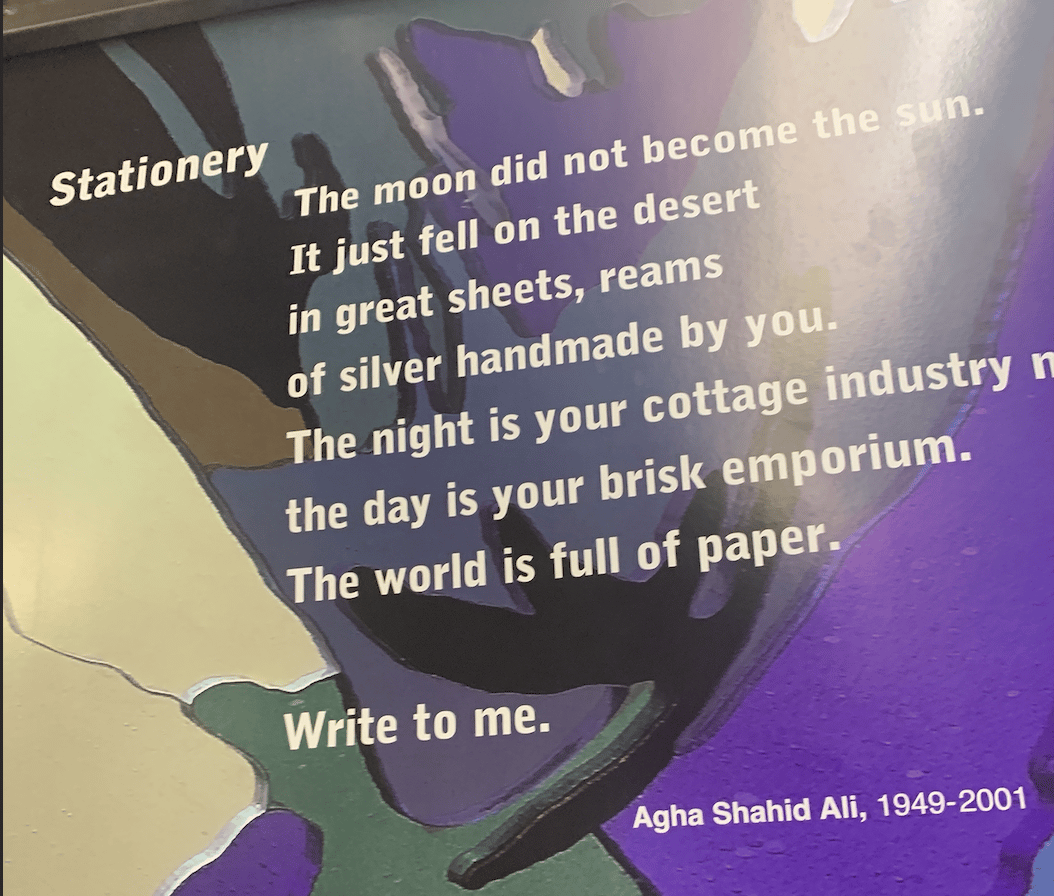 Stationery
The moon did not become the sun.
It just fell on the desert
in great sheets, reams
of silver handmade by you.
The night is your cottage industry
the day is your brisk emporium.
The world is full of paper.
Write to me.
Agha Shahid Ali, 1949-2001